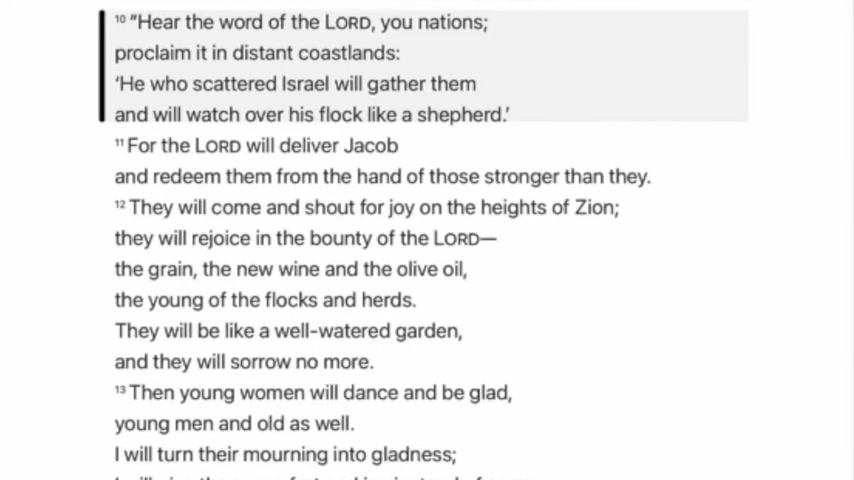 10 "Hear the word of the LORD, you nations;
proclaim it in distant coastlands:
‘He who scattered Israel will gather them
and will watch over his flock like a shepherd.’
11 For the LORD will deliver Jacob
and redeem them from the hand of those stronger than they.
12 They will come and shout for joy on the heights of Zion;
they will rejoice in the bounty of the LORD—
the grain, the new wine and the olive oil,
the young of the flocks and herds.
They will be like a well-watered garden,
and they will sorrow no more.
13 Then young women will dance and be glad,
young men and old as well.
I will turn their mourning into gladness;